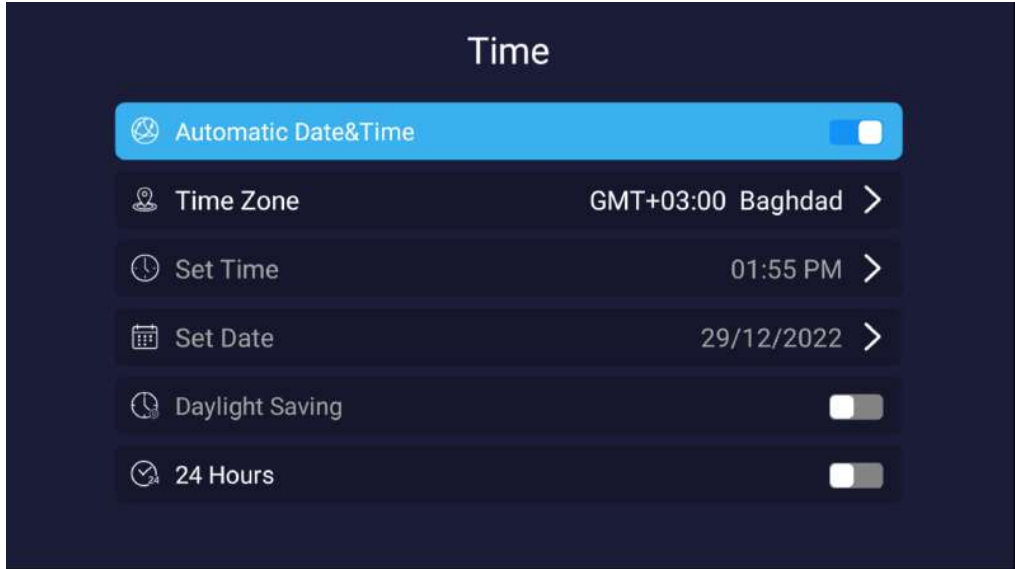 Time
Automatic Date&Time
Time Zone GMT+03:00 Baghdad
Set Time 01:55 PM
Set Date 29/12/2022
Daylight Saving
24 Hours